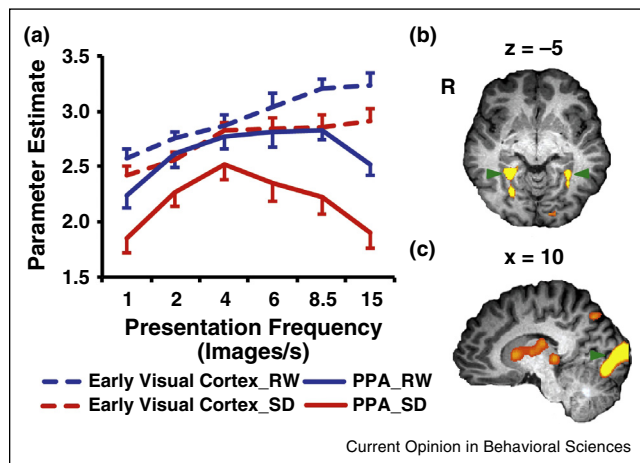 (a)
Parameter Estimate
3.5
3.0
2.5
2.0
1.5
1 2 4 6 8.5 15
Presentation Frequency
(Images/s)
Early Visual Cortex_RW PPA_RW
Early Visual Cortex_SD PPA_SD
(b)
z = –5
R
(c)
x = 10
Current Opinion in Behavioral Sciences